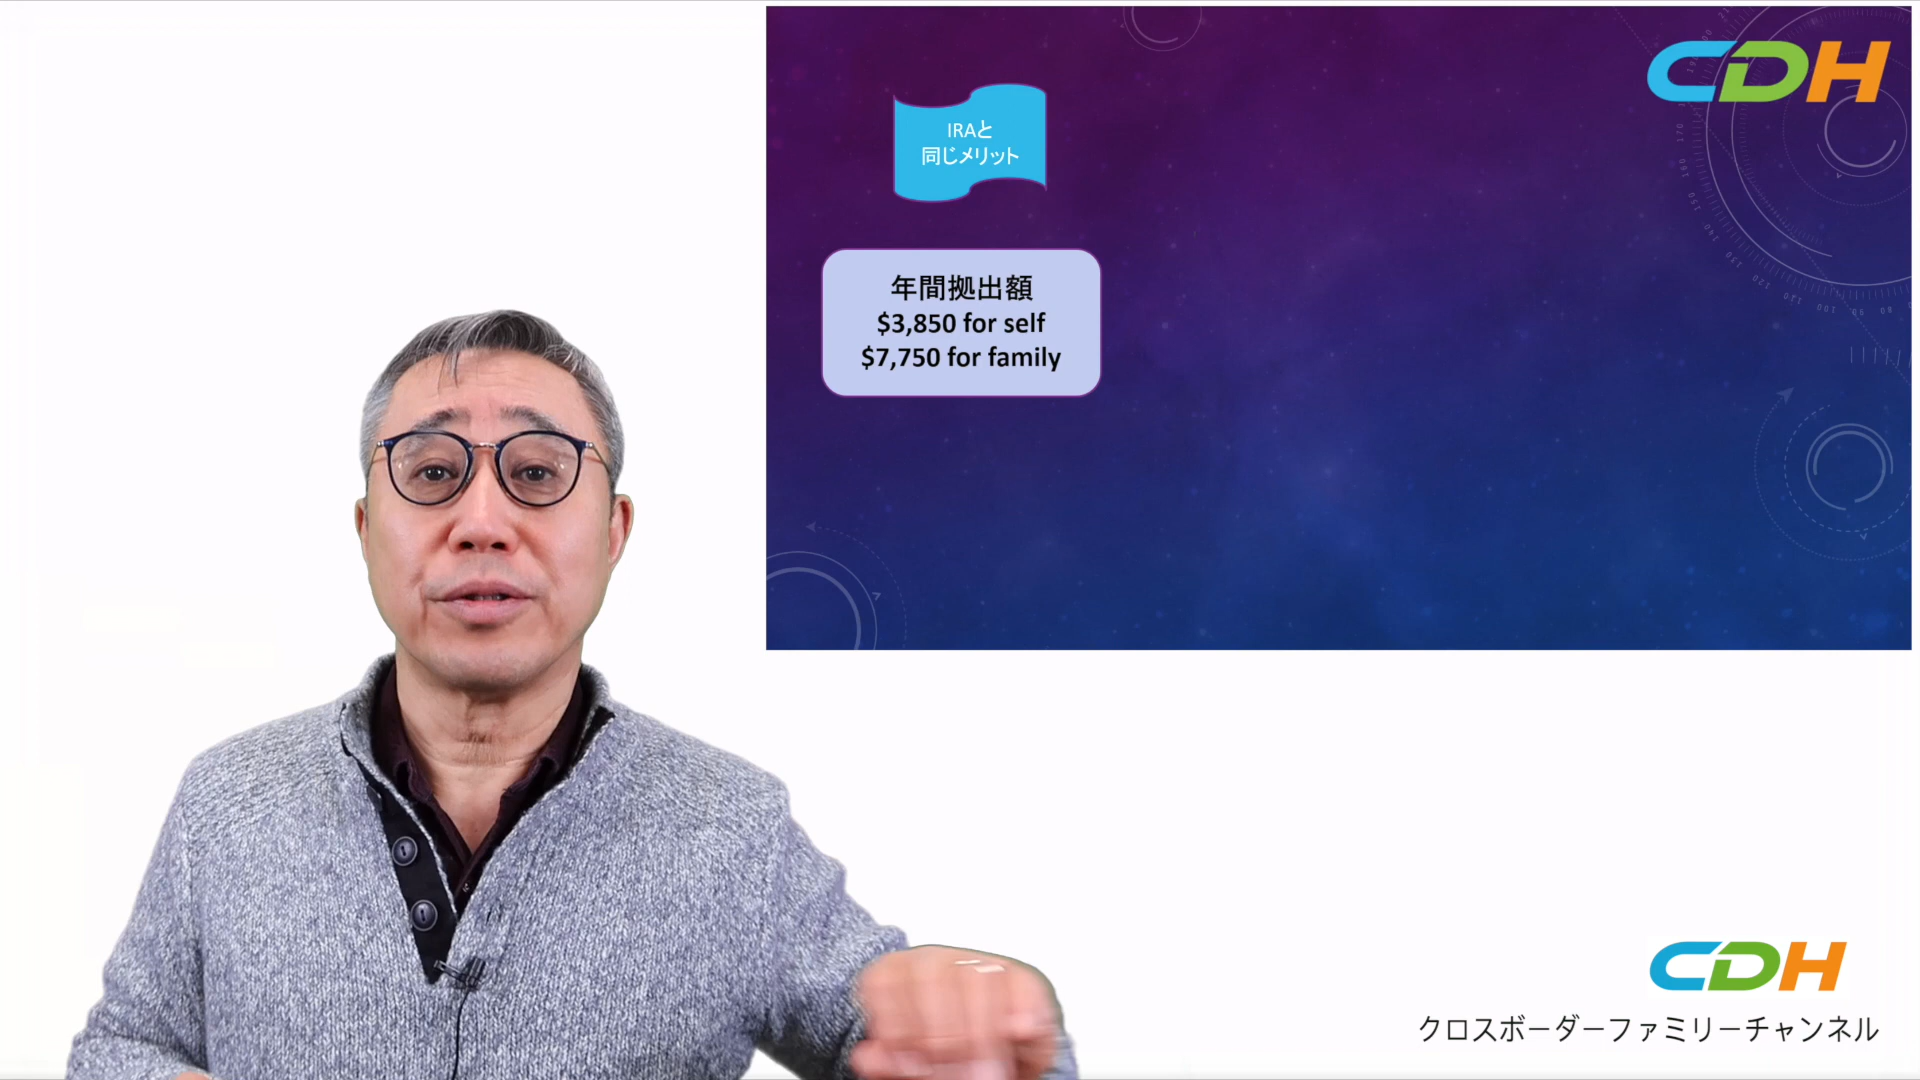 CDH
IRAと
同じメリット
年間拠出額
$3,850 for self
$7,750 for family
CDH
クロスボーダーファミリーチャンネル